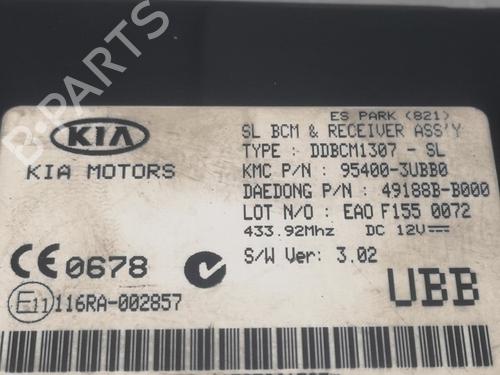 ES PARK (821)
KIA
SL BCM & RECEIVER ASS'Y
TYPE : DDBCM1307 - SL
KIA MOTORS
KMC P/N : 95400-3UBB0
DAEDONG P/N : 49188B-B000
LOT N/O : EAO F155 0072
433.92Mhz DC 12V
CE 0678
S/W Ver: 3.02
E11 116RA-002857
UBB
B-PARTS